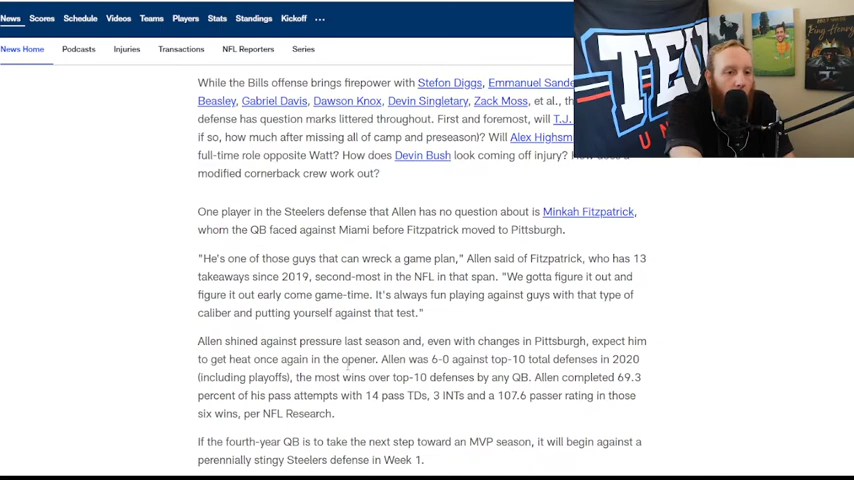 News Scores Schedule Videos Teams Players Stats Standings Kickoff ...
News Home Podcasts Injuries Transactions NFL Reporters Series
While the Bills offense brings firepower with Stefon Diggs, Emmanuel Sande
Beasley, Gabriel Davis, Dawson Knox, Devin Singletary, Zack Moss, et al., th
defense has question marks littered throughout. First and foremost, will T.J.
if so, how much after missing all of camp and preseason)? Will Alex Highsm
full-time role opposite Watt? How does Devin Bush look coming off injury?
modified cornerback crew work out?
One player in the Steelers defense that Allen has no question about is Minkah Fitzpatrick,
whom the QB faced against Miami before Fitzpatrick moved to Pittsburgh.
"He's one of those guys that can wreck a game plan," Allen said of Fitzpatrick, who has 13
takeaways since 2019, second-most in the NFL in that span. "We gotta figure it out and
figure it out early come game-time. It's always fun playing against guys with that type of
caliber and putting yourself against that test."
Allen shined against pressure last season and, even with changes in Pittsburgh, expect him
to get heat once again in the opener. Allen was 6-0 against top-10 total defenses in 2020
(including playoffs), the most wins over top-10 defenses by any QB. Allen completed 69.3
percent of his pass attempts with 14 pass TDs, 3 INTs and a 107.6 passer rating in those
six wins, per NFL Research.
If the fourth-year QB is to take the next step toward an MVP season, it will begin against a
perennially stingy Steelers defense in Week 1.